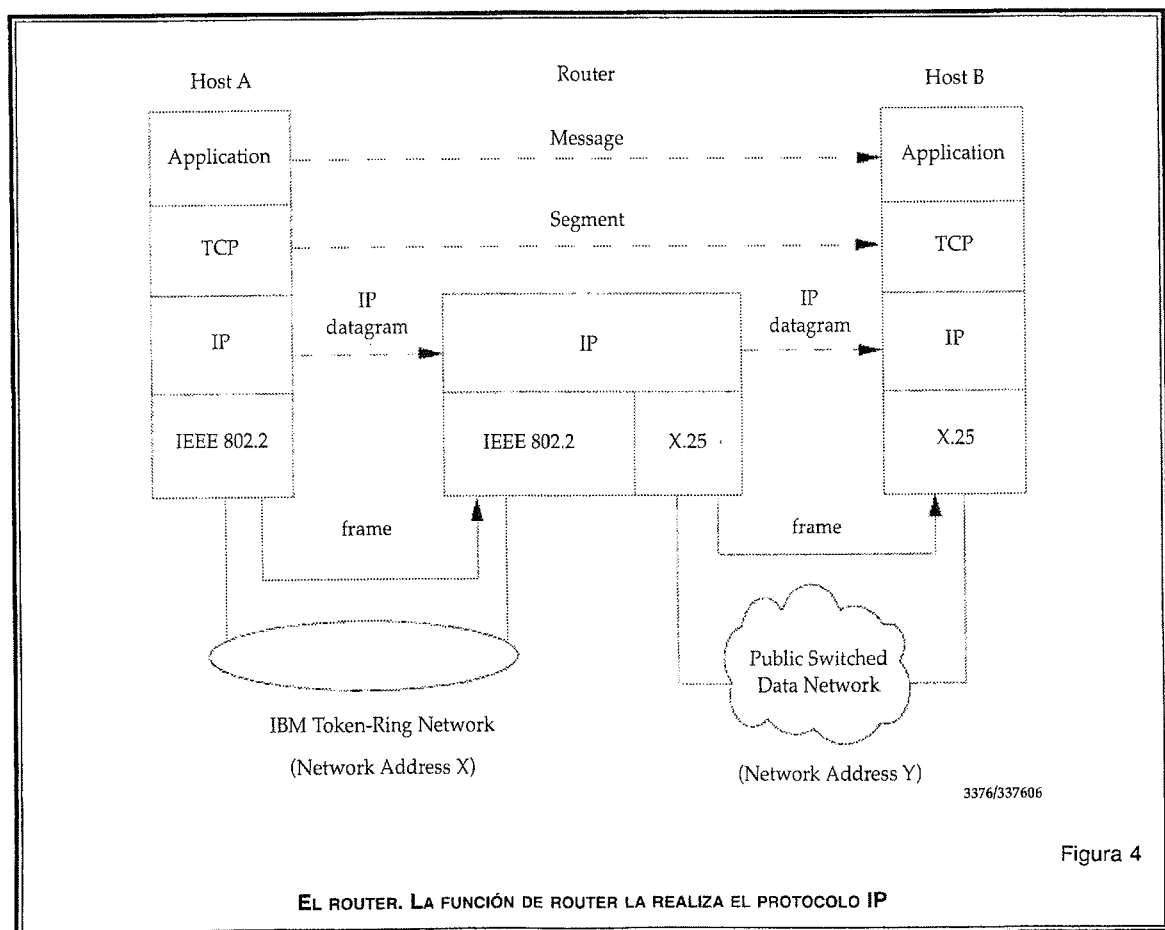 Host A
Router
Host B
Application
Message
Application
TCP
Segment
TCP
IP
IP
datagram
IP
IP
datagram
IP
IEEE 802.2
IEEE 802.2
X.25
X.25
frame
frame
Public Switched
Data Network
IBM Token-Ring Network
(Network Address X)
(Network Address Y)
3376/337606
Figura 4
EL ROUTER. LA FUNCIÓN DE ROUTER LA REALIZA EL PROTOCOLO IP